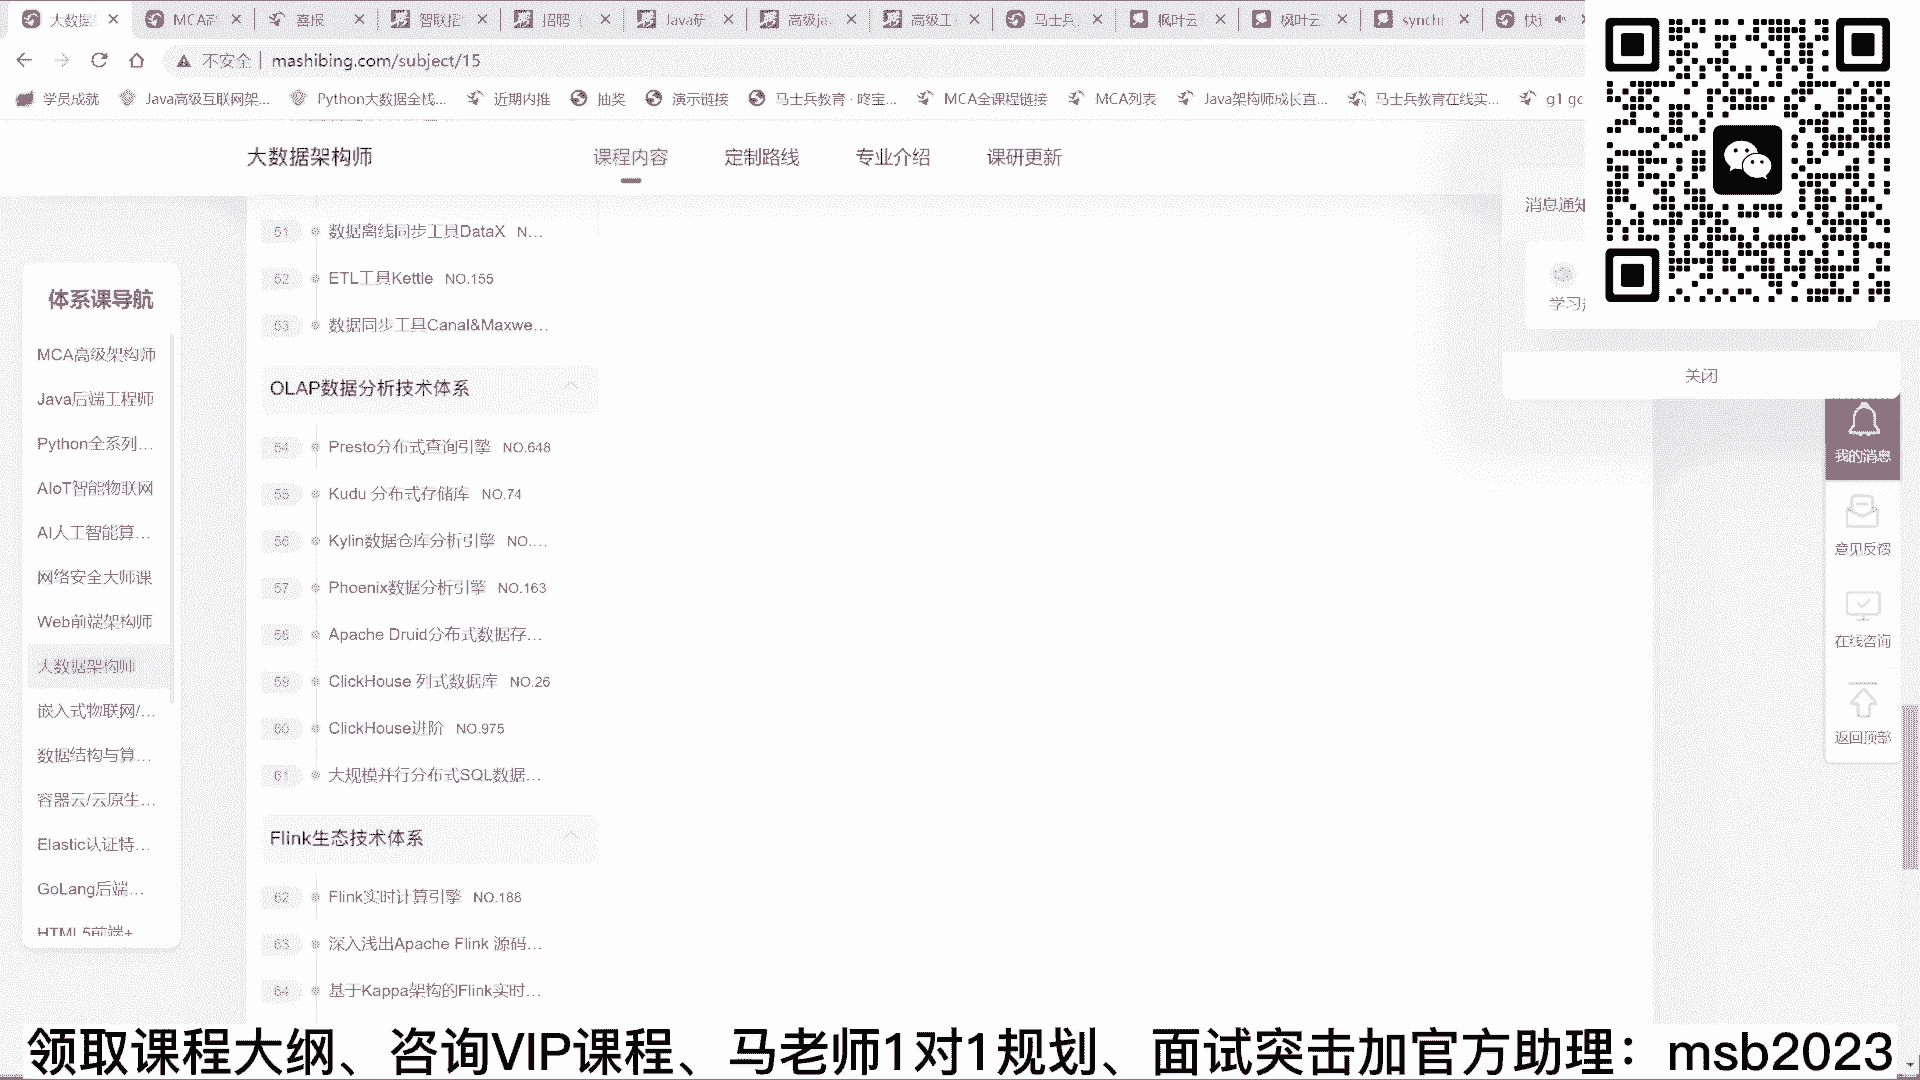 大数据
MCA高
喜报
智联招
招聘（
Java研
高级ja
高级工
马士兵
枫叶云
枫叶云
synchr
不安全
mashibing.com/subject/15
学员成就
Java高级互联网架...
Python大数据全栈...
近期内推
抽奖
演示链接
马士兵教育 · 咚宝...
MCA全课程链接
MCA列表
Java架构师成长直...
马士兵教育在线实...
g1 gc
大数据架构师
课程内容
定制路线
专业介绍
课研更新
消息通知
学习
关闭
体系课导航
MCA高级架构师
Java后端工程师
Python全系列...
AIoT智能物联网
AI人工智能算...
网络安全大师课
Web前端架构师
大数据架构师
嵌入式物联网/...
数据结构与算...
容器云/云原生...
Elastic认证特...
GoLang后端...
HTML5前端+
51 数据离线同步工具DataX N...
52 ETL工具Kettle NO.155
53 数据同步工具Canal&Maxwe...
OLAP数据分析技术体系
54 Presto分布式查询引擎 NO.648
55 Kudu 分布式存储库 NO.74
56 Kylin数据仓库分析引擎 NO....
57 Phoenix数据分析引擎 NO.163
58 Apache Druid分布式数据存...
59 ClickHouse 列式数据库 NO.26
60 ClickHouse进阶 NO.975
61 大规模并行分布式SQL数据...
Flink生态技术体系
62 Flink实时计算引擎 NO.188
63 深入浅出Apache Flink 源码...
64 基于Kappa架构的Flink实时...
我的消息
意见反馈
在线咨询
返回顶部
领取课程大纲、咨询VIP课程、马老师1对1规划、面试突击加官方助理：msb2023